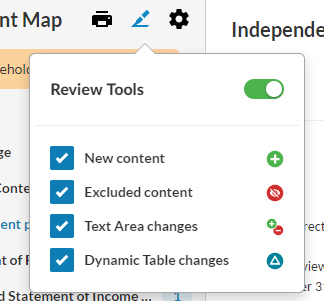 nt Map
Independe
ehold
Review Tools
New content
ge
Excluded content
Conte
Text Area changes
ent p
rect
Dynamic Table changes
nt of F
view
er 3
d Statement of Income ... 1